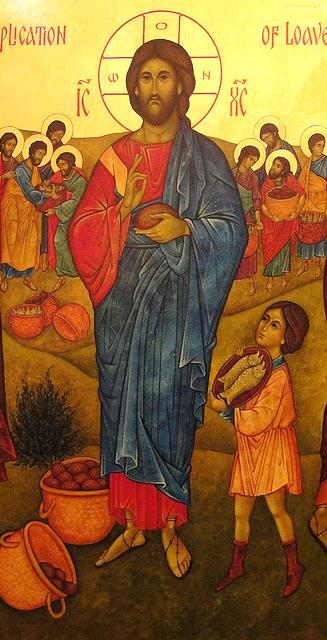 PLICATION OF LOAVE
O
ω N
IC XC